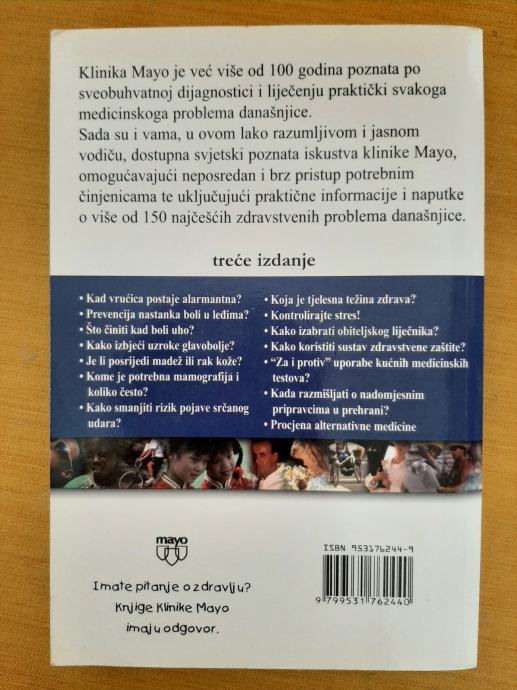 Klinika Mayo je već više od 100 godina poznata po
sveobuhvatnoj dijagnostici i liječenju praktički svakoga
medicinskoga problema današnjice.
Sada su i vama, u ovom lako razumljivom i jasnom
vodiču, dostupna svjetski poznata iskustva klinike Mayo,
omogućavajući neposredan i brz pristup potrebnim
činjenicama te uključujući praktične informacije i naputke
o više od 150 najčešćih zdravstvenih problema današnjice.
treće izdanje
• Kad vrućica postaje alarmantna?
• Prevencija nastanka boli u leđima?
• Što činiti kad boli uho?
• Kako izbjeći uzroke glavobolje?
• Je li posrijedi madež ili rak kože?
• Kome je potrebna mamografija i
koliko često?
• Kako smanjiti rizik pojave srčanog
udara?
• Koja je tjelesna težina zdrava?
• Kontrolirajte stres!
• Kako izabrati obiteljskog liječnika?
• Kako koristiti sustav zdravstvene zaštite?
• “Za i protiv” uporabe kućnih medicinskih
testova?
• Kada razmišljati o nadomjesnim
pripravcima u prehrani?
• Procjena alternativne medicine
mayo
Imate pitanje o zdravlju?
Knjige Klinike Mayo
imaju odgovor.
ISBN 953176244-9
9 799531 762440